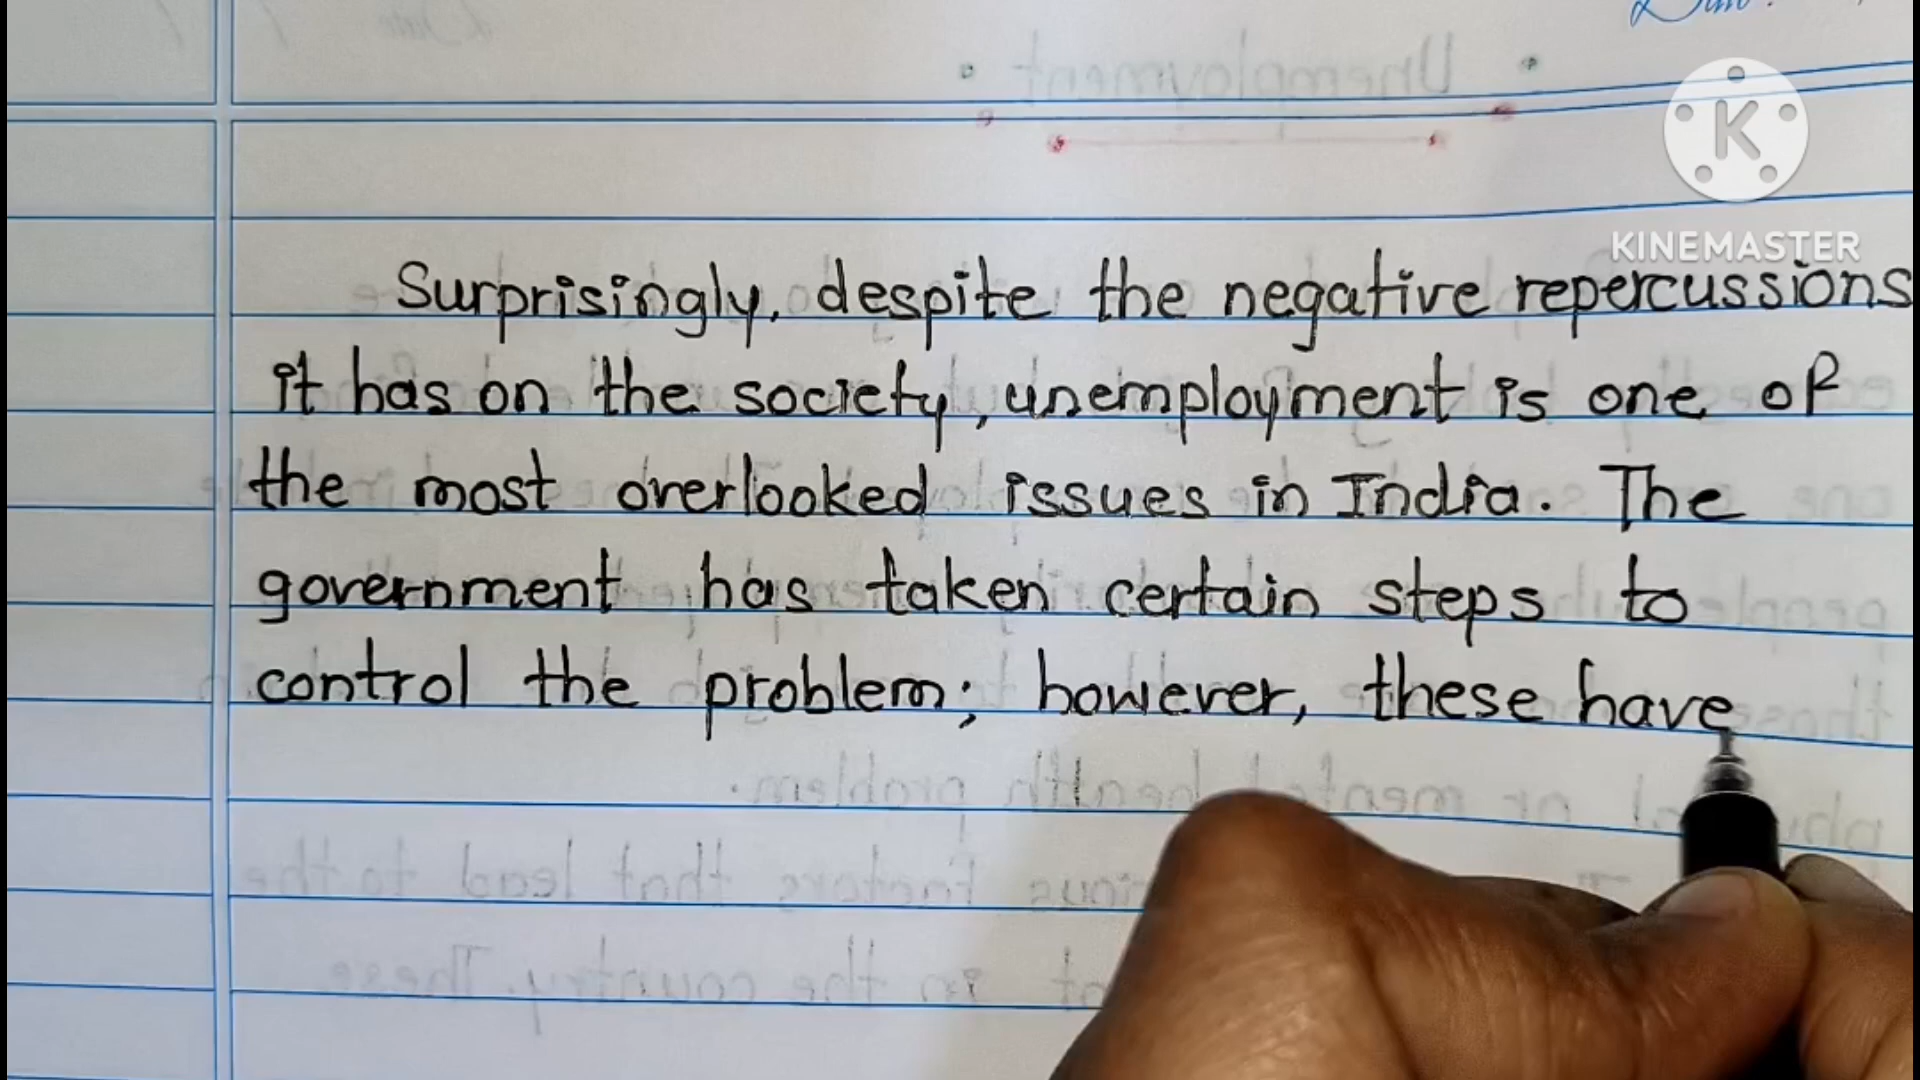 KINEMASTER
Surprisingly, despite the negative repercussions
it has on the society, unemployment is one of
the most overlooked issues in India. The
government has taken certain steps to
control the problem; however, these have